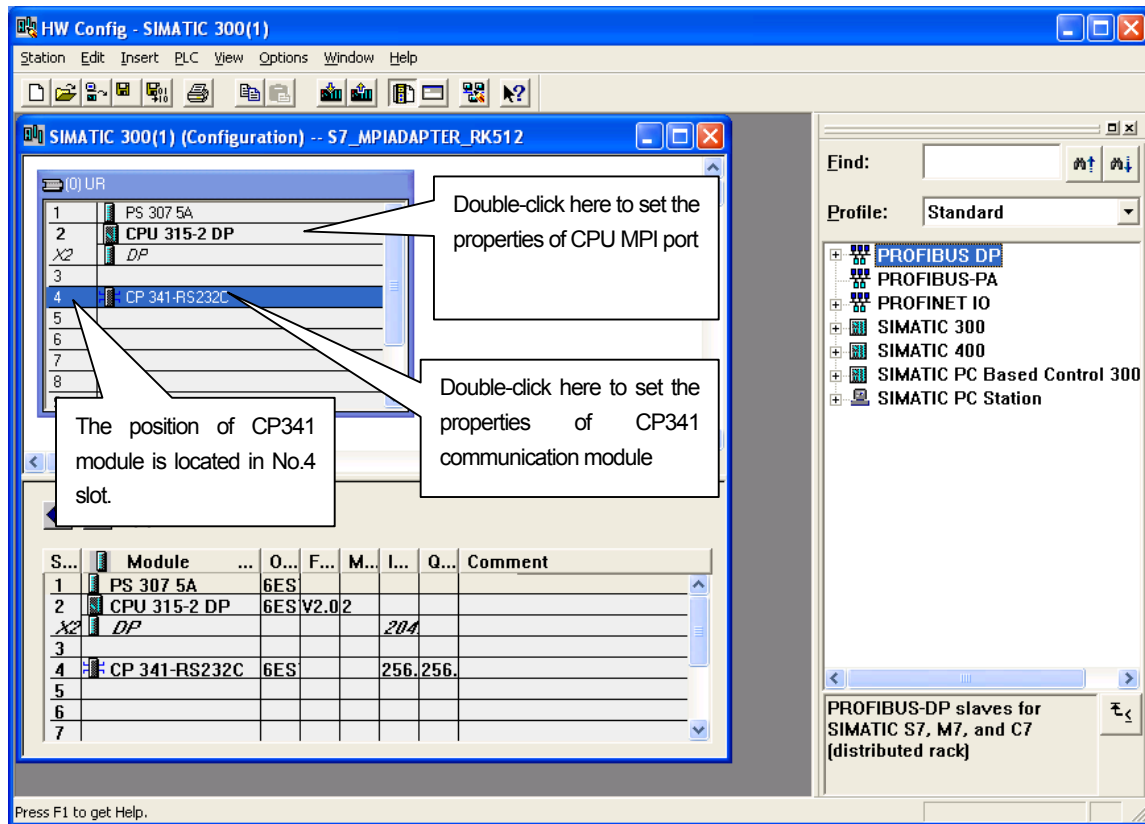 HW Config - SIMATIC 300(1)
Station Edit Insert PLC View Options Window Help
SIMATIC 300(1) (Configuration) -- S7_MPIADAPTER_RK512
(0) UR
1 PS 307 5A
2 CPU 315-2 DP
X2 DP
3
4 CP 341-RS232C
5
6
7
8
Double-click here to set the
properties of CPU MPI port
Double-click here to set the
properties of CP341
communication module
The position of CP341
module is located in No.4
slot.
S... Module ... O... F... M... I... Q... Comment
1 PS 307 5A 6ES
2 CPU 315-2 DP 6ES V2.0 2
X2 DP 204
3
4 CP 341-RS232C 6ES 256. 256.
5
6
7
Find:
Profile: Standard
PROFIBUS DP
PROFIBUS-PA
PROFINET IO
SIMATIC 300
SIMATIC 400
SIMATIC PC Based Control 300
SIMATIC PC Station
PROFIBUS-DP slaves for
SIMATIC S7, M7, and C7
(distributed rack)
Press F1 to get Help.